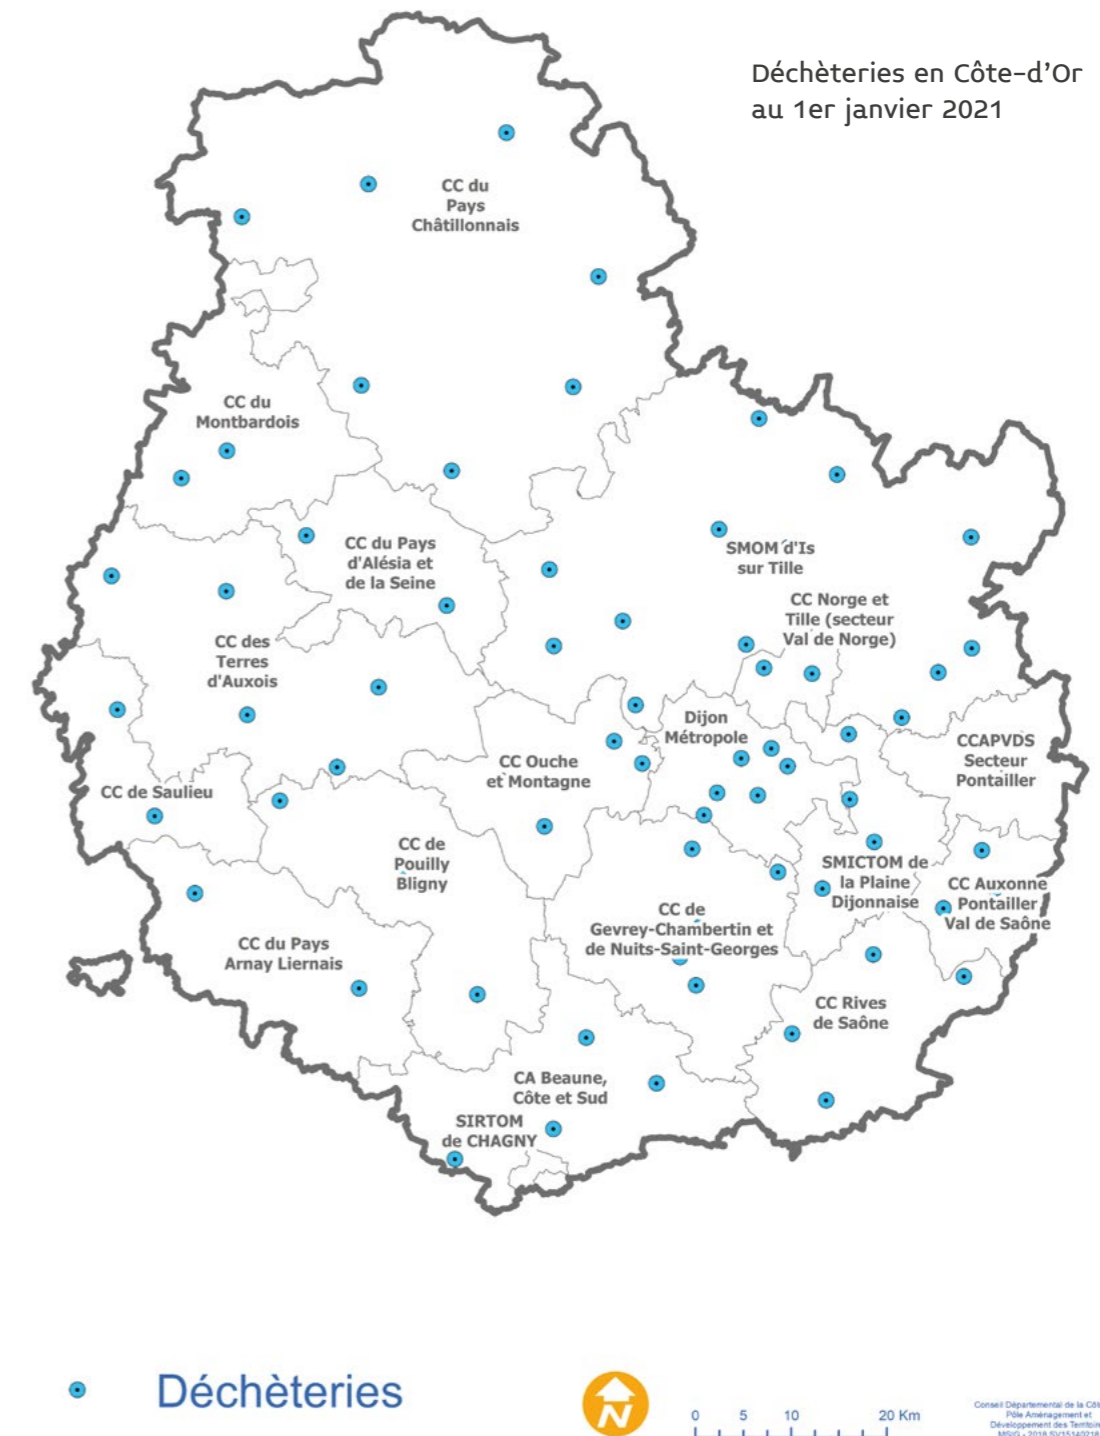 Déchèteries en Côte-d'Or
au 1er janvier 2021
CC du
Pays
Châtillonnais
CC du
Montbardois
CC du Pays
d'Alésia et
de la Seine
SMOM d'Is
sur Tille
CC Norge et
Tille (secteur
Val de Norge)
CC des
Terres
d'Auxois
Dijon
Métropole
CCAPVDS
Secteur
Pontailler
CC Ouche
et Montagne
CC de Saulieu
CC de
Pouilly
Bligny
SMICTOM de
la Plaine
Dijonnaise
CC Auxonne
Pontailler
Val de Saône
CC de
Gevrey-Chambertin et
de Nuits-Saint-Georges
CC du Pays
Arnay Liernais
CC Rives
de Saône
CA Beaune,
Côte et Sud
SIRTOM
de CHAGNY
Déchèteries
N
0 5 10 20 Km
Conseil Départemental de la
Pôle Aménagement et
Développement des